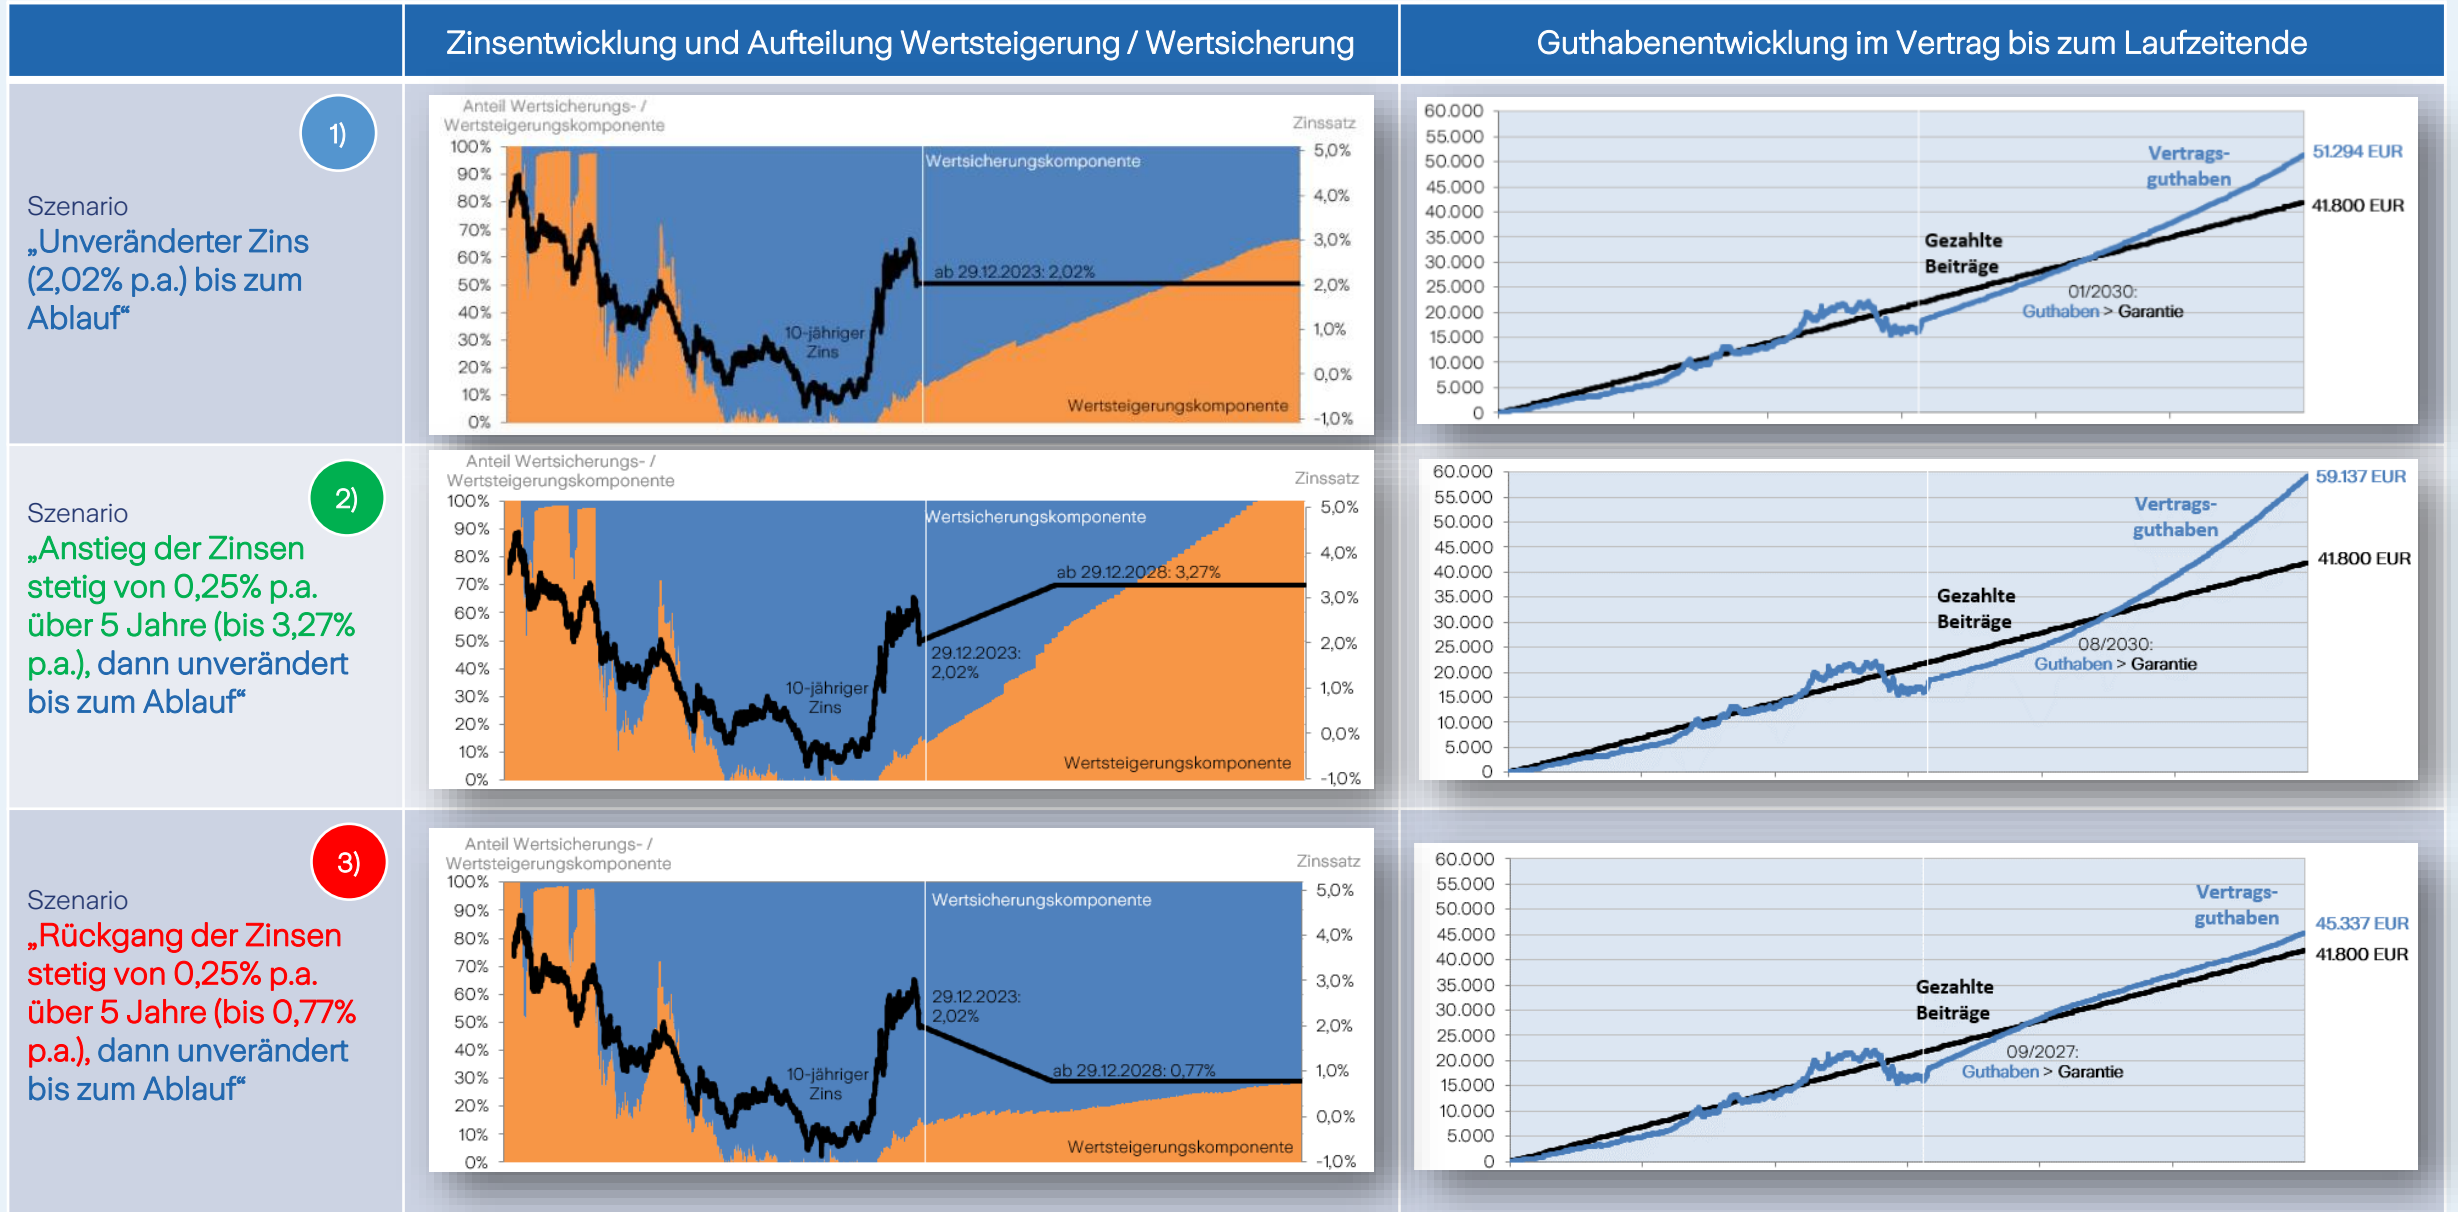 Zinsentwicklung und Aufteilung Wertsteigerung / Wertsicherung
Guthabenentwicklung im Vertrag bis zum Laufzeitende
1)
Szenario
„Unveränderter Zins
(2,02% p.a.) bis zum
Ablauf“
Anteil Wertsicherungs- /
Wertsteigerungskomponente
Zinssatz
100%
90%
80%
70%
60%
50%
40%
30%
20%
10%
0%
Wertsicherungskomponente
ab 29.12.2023: 2,02%
10-jähriger
Zins
Wertsteigerungskomponente
5,0%
4,0%
3,0%
2,0%
1,0%
0,0%
-1,0%
60.000
55.000
50.000
45.000
40.000
35.000
30.000
25.000
20.000
15.000
10.000
5.000
0
Vertrags-
guthaben
51.294 EUR
41.800 EUR
Gezahlte
Beiträge
01/2030:
Guthaben > Garantie
2)
Szenario
„Anstieg der Zinsen
stetig von 0,25% p.a.
über 5 Jahre (bis 3,27%
p.a.), dann unverändert
bis zum Ablauf“
Anteil Wertsicherungs- /
Wertsteigerungskomponente
Zinssatz
100%
90%
80%
70%
60%
50%
40%
30%
20%
10%
0%
Wertsicherungskomponente
ab 29.12.2028: 3,27%
29.12.2023:
2,02%
10-jähriger
Zins
Wertsteigerungskomponente
5,0%
4,0%
3,0%
2,0%
1,0%
0,0%
-1,0%
60.000
55.000
50.000
45.000
40.000
35.000
30.000
25.000
20.000
15.000
10.000
5.000
0
Vertrags-
guthaben
59.137 EUR
41.800 EUR
Gezahlte
Beiträge
08/2030:
Guthaben > Garantie
3)
Szenario
„Rückgang der Zinsen
stetig von 0,25% p.a.
über 5 Jahre (bis 0,77%
p.a.), dann unverändert
bis zum Ablauf“
Anteil Wertsicherungs- /
Wertsteigerungskomponente
Zinssatz
100%
90%
80%
70%
60%
50%
40%
30%
20%
10%
0%
Wertsicherungskomponente
29.12.2023:
2,02%
ab 29.12.2028: 0,77%
10-jähriger
Zins
Wertsteigerungskomponente
5,0%
4,0%
3,0%
2,0%
1,0%
0,0%
-1,0%
60.000
55.000
50.000
45.000
40.000
35.000
30.000
25.000
20.000
15.000
10.000
5.000
0
Vertrags-
guthaben
45.337 EUR
41.800 EUR
Gezahlte
Beiträge
09/2027:
Guthaben > Garantie